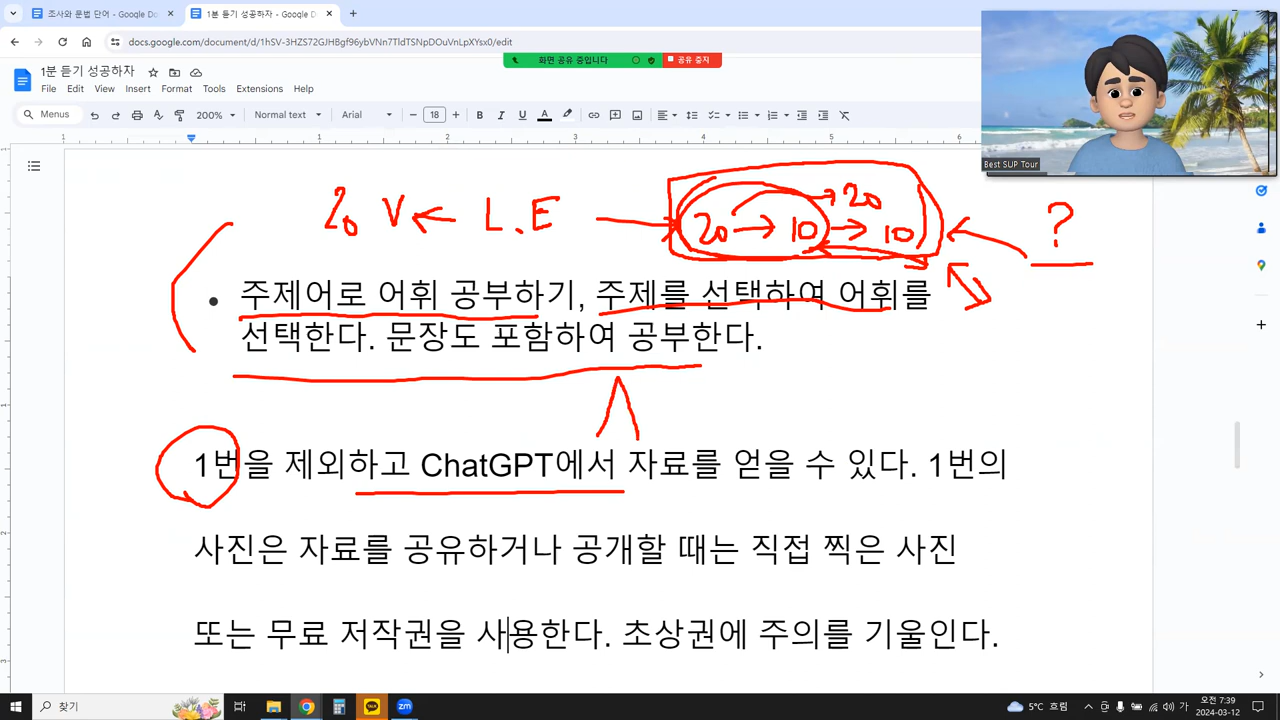 조사와 문법 단어 - Google Do
1분 듣기 성공하자 - Google D
docs.google.com/document/d/1hSV-3HZS72GJHBgf96ybVNn7TldTSNpDOuVnLpXYsx0/edit
화면 공유 중입니다
공유 중지
1분 듣기 성공하자
File Edit View Insert Format Tools Extensions Help
Menus 200% Normal text Arial 18 B I U A
Best SUP Tour
1 1 2 4 5 6
20 V ← L.E → 20 → 10 → 10 ← ?
20
• 주제어로 어휘 공부하기, 주제를 선택하여 어휘를
선택한다. 문장도 포함하여 공부한다.
1번을 제외하고 ChatGPT에서 자료를 얻을 수 있다. 1번의
사진은 자료를 공유하거나 공개할 때는 직접 찍은 사진
또는 무료 저작권을 사용한다. 초상권에 주의를 기울인다.
찾기
5°C 흐림
가
오전 7:39
2024-03-12